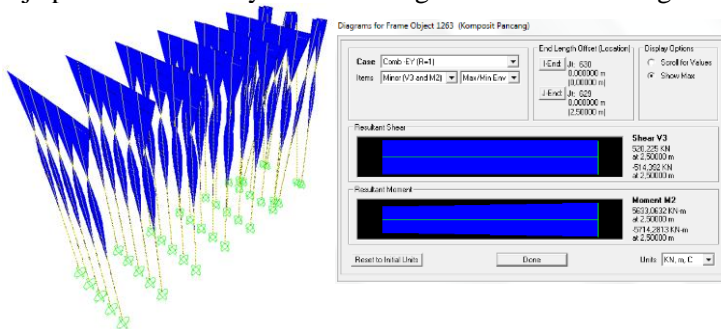 Diagrams for Frame Object 1263 (Komposit Pancang)
Case Comb -EY (R=1)
Items Minor (V3 and M2) Max/Min Env
End Length Offset (Location)
I-End: Jt: 630
0,000000 m
(0,00000 m)
J-End: Jt: 629
0,000000 m
(2,50000 m)
Display Options
Scroll for Values
Show Max
Resultant Shear
Shear V3
520,225 KN
at 2,50000 m
-514,392 KN
at 2,50000 m
Resultant Moment
Moment M2
5633,0632 KN-m
at 2,50000 m
-5714,2813 KN-m
at 2,50000 m
Reset to Initial Units
Done
Units KN, m, C